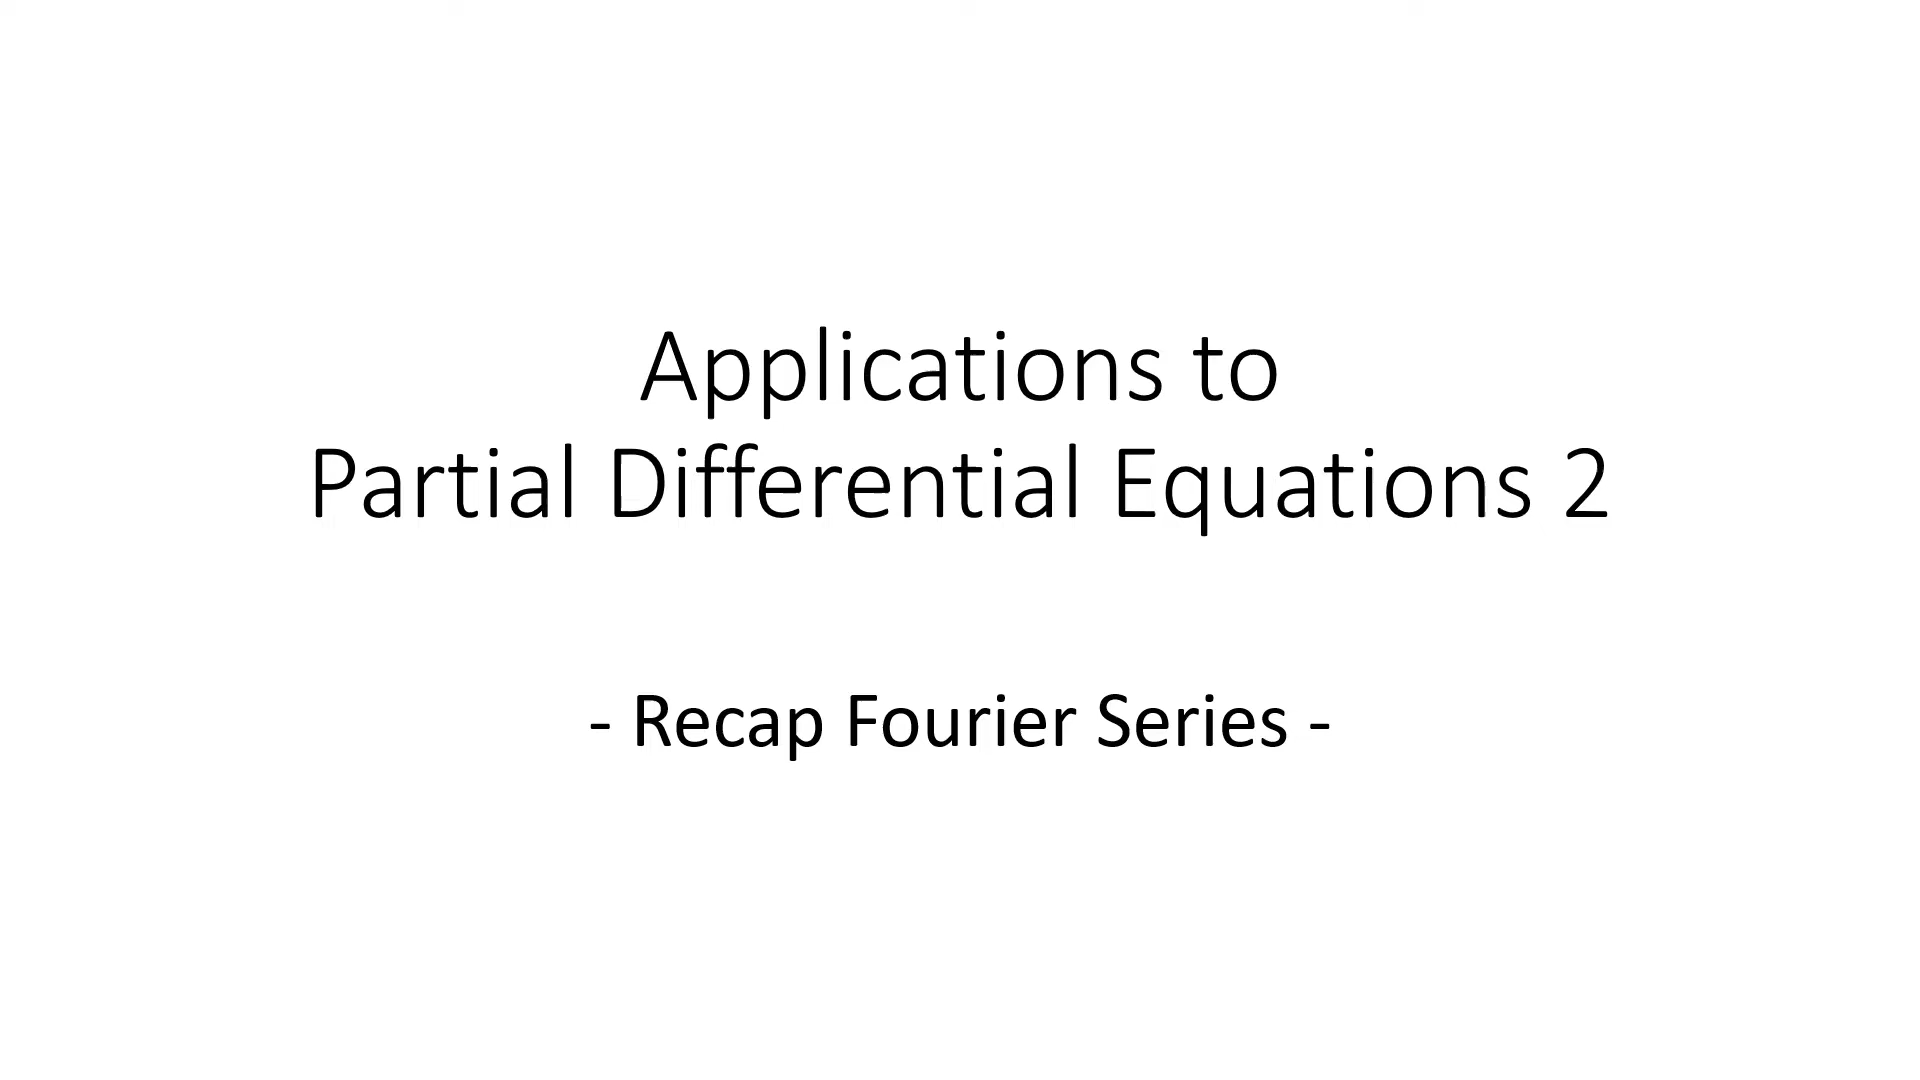 Applications to
Partial Differential Equations 2
- Recap Fourier Series -